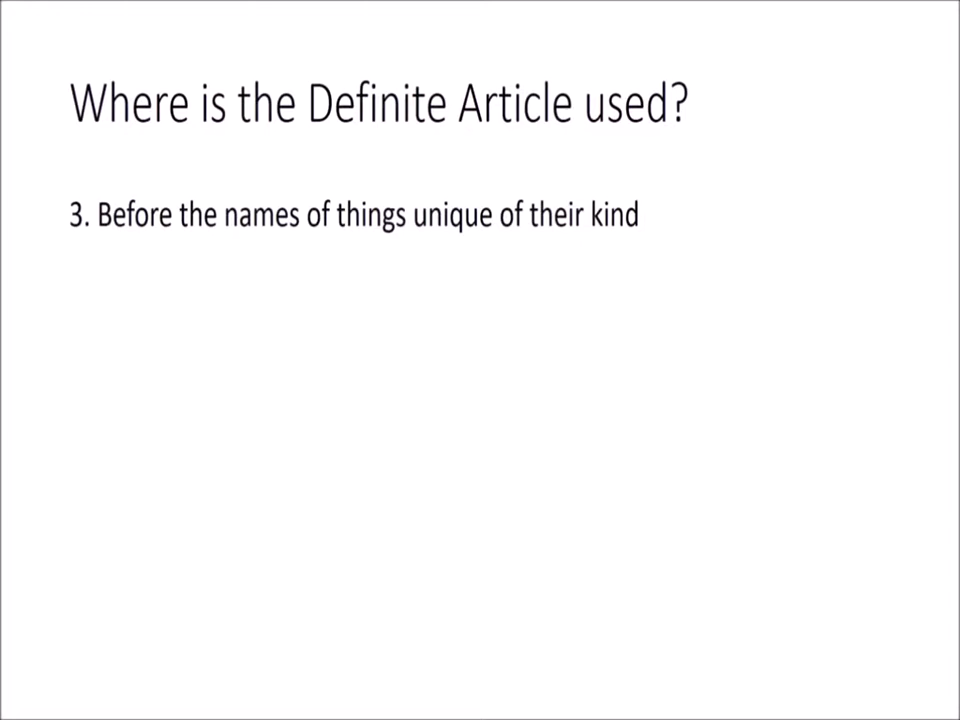 Where is the Definite Article used?
3. Before the names of things unique of their kind